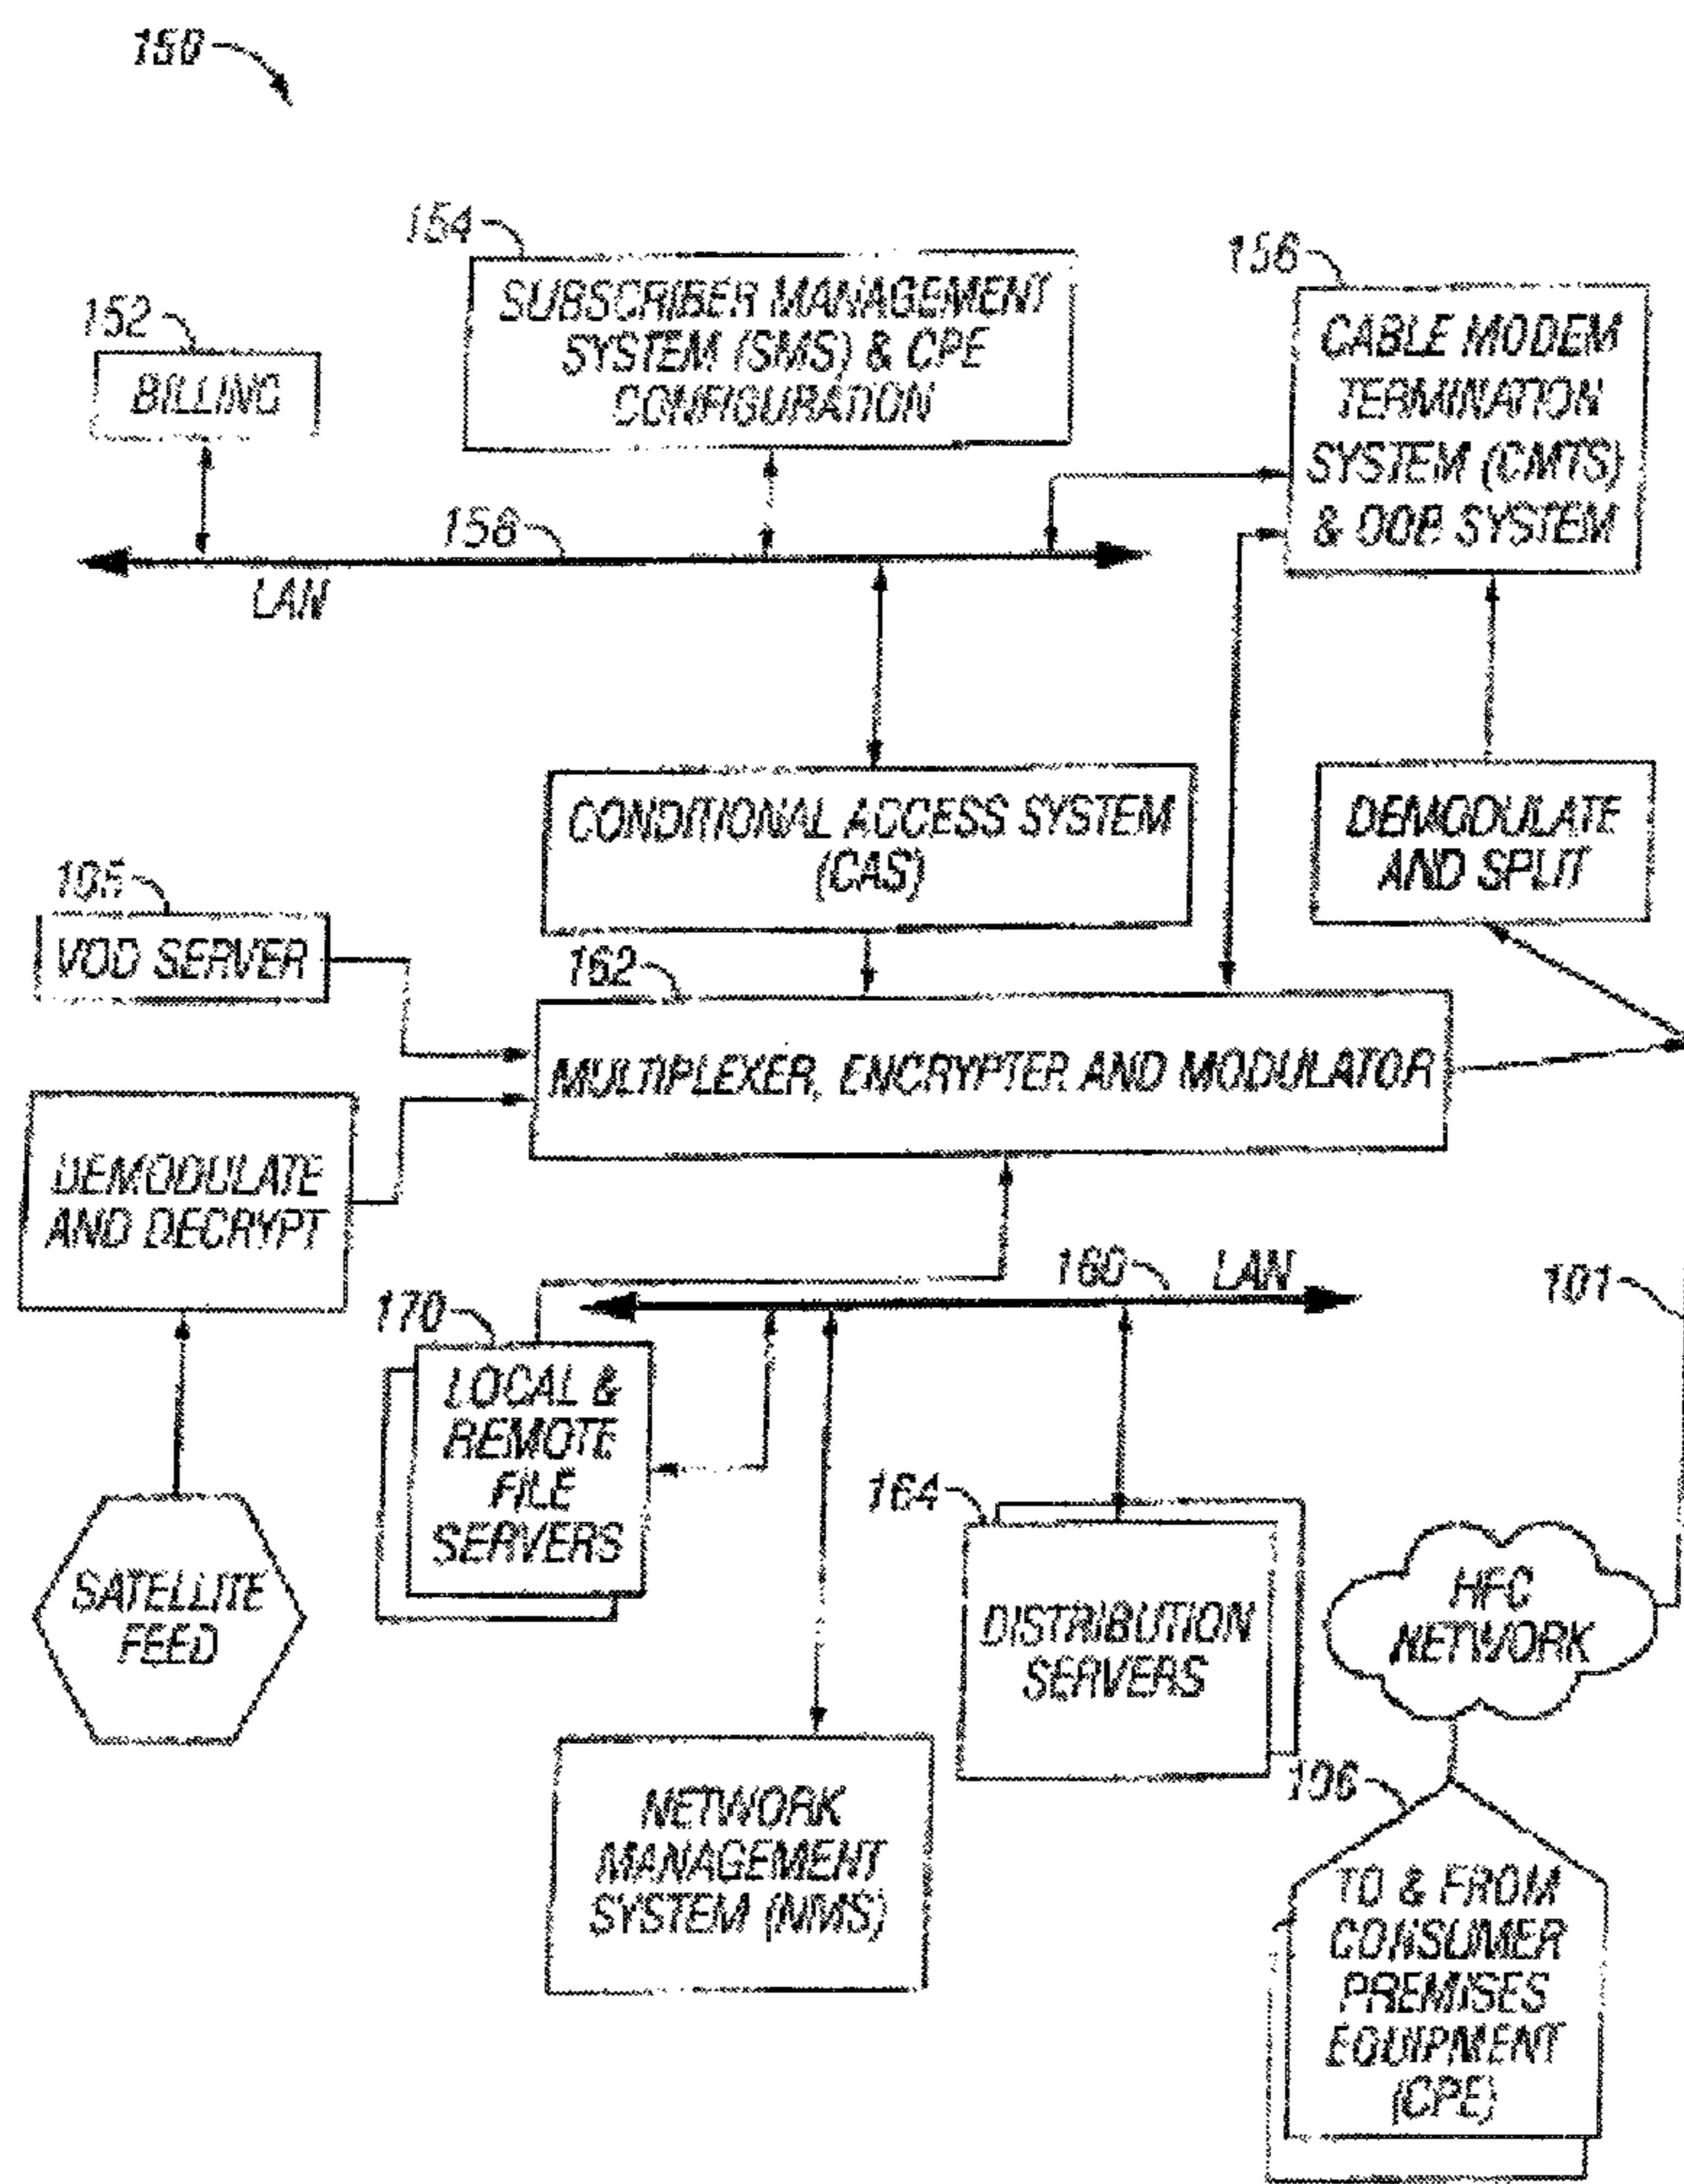 150
154
SUBSCRIBER MANAGEMENT
SYSTEM (SMS) & CPE
CONFIGURATION
156
CABLE MODEM
TERMINATION
SYSTEM (CMTS)
& OOB SYSTEM
152
BILLING
158
LAN
CONDITIONAL ACCESS SYSTEM
(CAS)
DEMODULATE
AND SPLIT
105
VOD SERVER
162
MULTIPLEXER, ENCRYPTER AND MODULATOR
DEMODULATE
AND DECRYPT
160
LAN
101
170
LOCAL &
REMOTE
FILE
SERVERS
164
DISTRIBUTION
SERVERS
HFC
NETWORK
SATELLITE
FEED
NETWORK
MANAGEMENT
SYSTEM (NMS)
106
TO & FROM
CONSUMER
PREMISES
EQUIPMENT
(CPE)